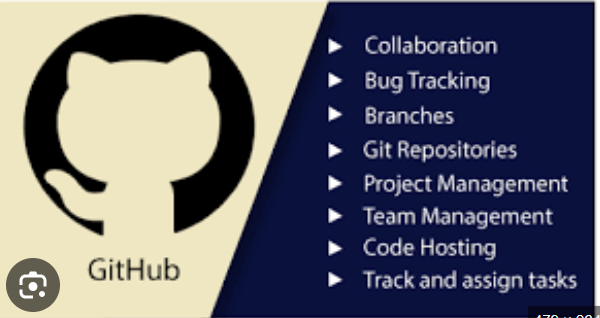 GitHub
Collaboration
Bug Tracking
Branches
Git Repositories
Project Management
Team Management
Code Hosting
Track and assign tasks